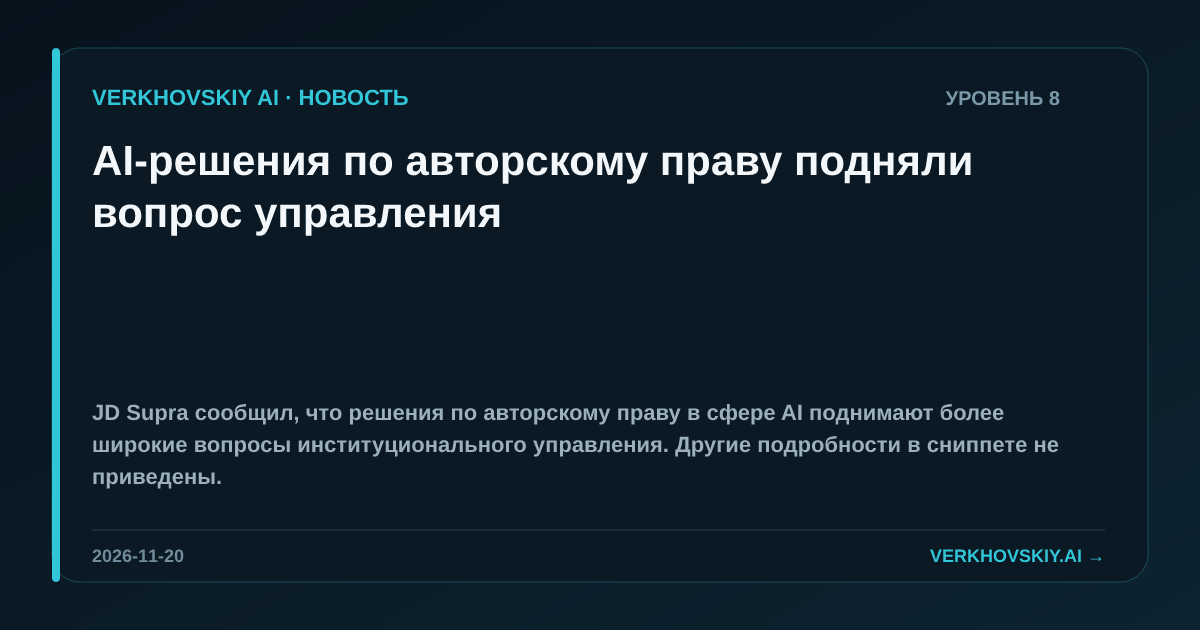 VERKHOVSKIY AI · НОВОСТЬ
УРОВЕНЬ 8
AI-решения по авторскому праву подняли
вопрос управления
JD Supra сообщил, что решения по авторскому праву в сфере AI поднимают более
широкие вопросы институционального управления. Другие подробности в сниппете не
приведены.
2026-11-20
VERKHOVSKIY.AI →